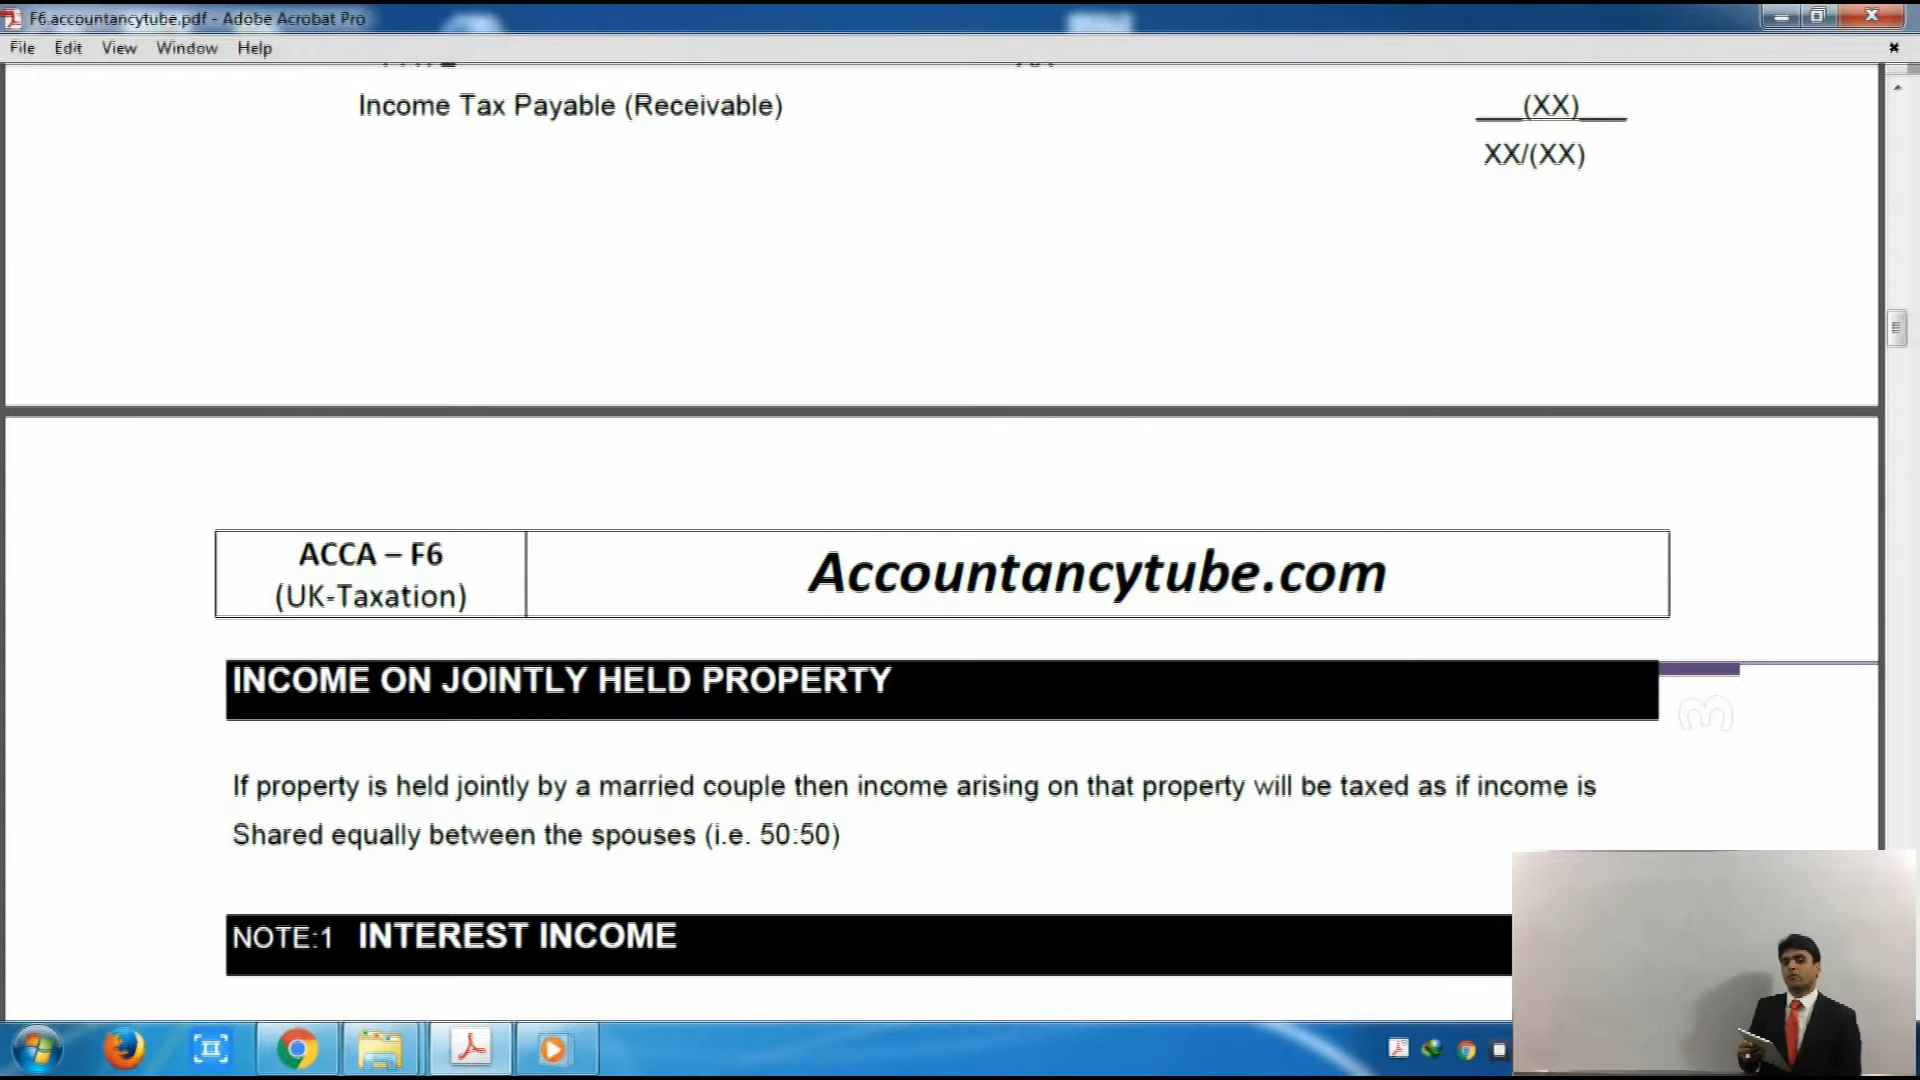 F6.accountancytube.pdf - Adobe Acrobat Pro
File Edit View Window Help
Income Tax Payable (Receivable) (XX)
XX/(XX)
ACCA – F6
(UK-Taxation)
Accountancytube.com
INCOME ON JOINTLY HELD PROPERTY
3
If property is held jointly by a married couple then income arising on that property will be taxed as if income is
Shared equally between the spouses (i.e. 50:50)
NOTE:1 INTEREST INCOME